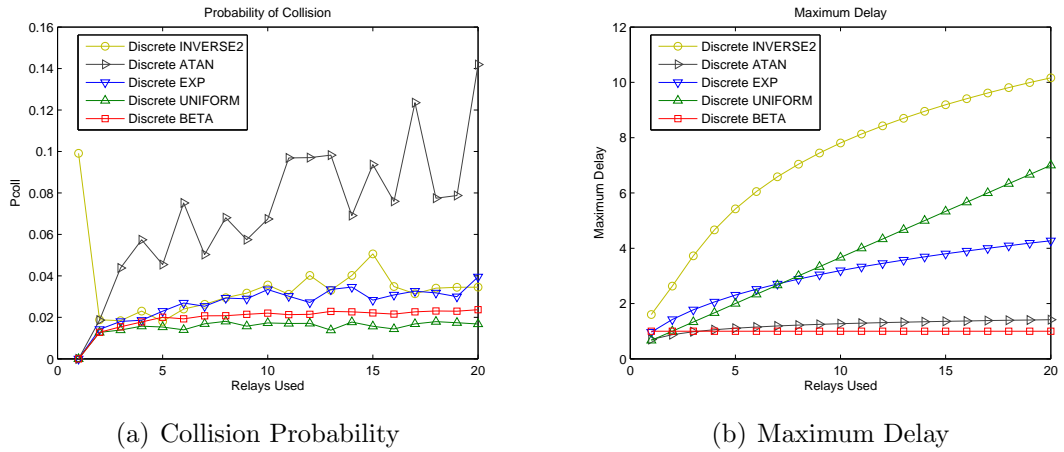 Probability of Collision
0.16
0.14
0.12
0.1
0.08
0.06
0.04
0.02
0
Pcoll
Discrete INVERSE2
Discrete ATAN
Discrete EXP
Discrete UNIFORM
Discrete BETA
0 5 10 15 20
Relays Used
(a) Collision Probability
Maximum Delay
12
10
8
6
4
2
0
Maximum Delay
Discrete INVERSE2
Discrete ATAN
Discrete EXP
Discrete UNIFORM
Discrete BETA
0 5 10 15 20
Relays Used
(b) Maximum Delay